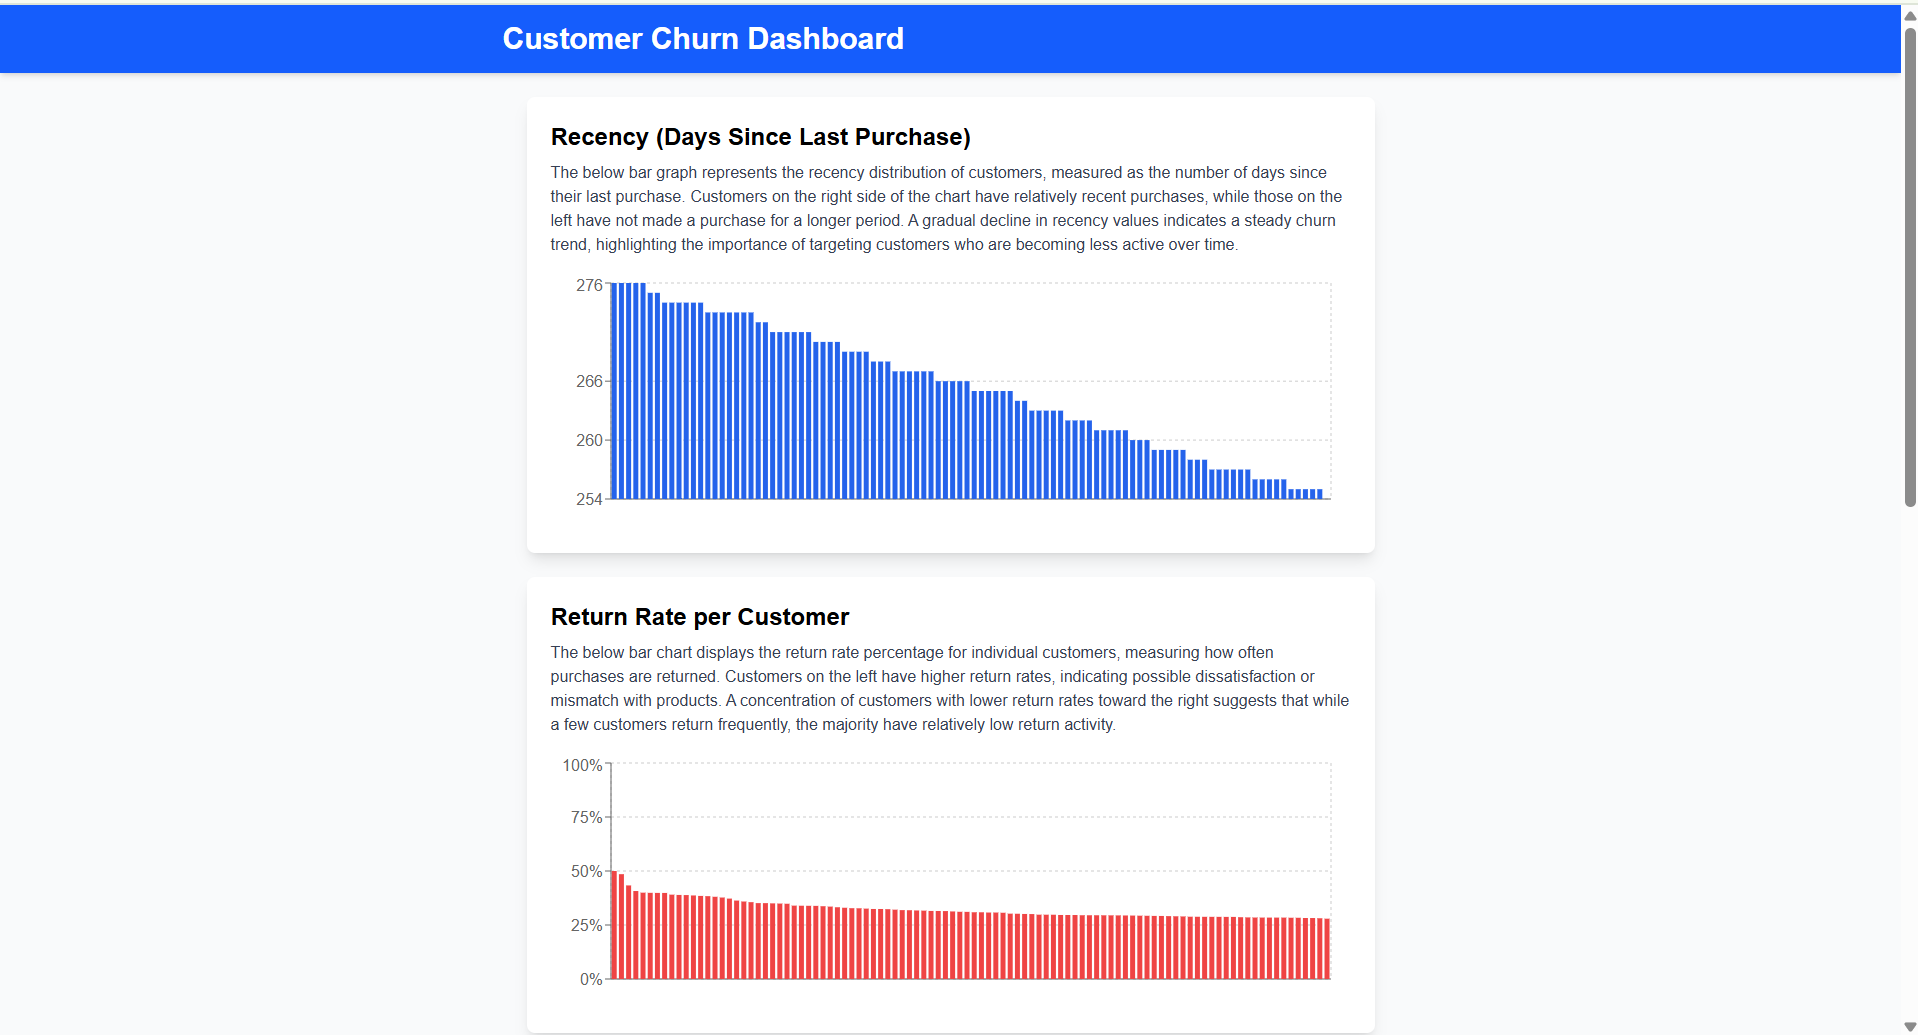 Customer Churn Dashboard
Recency (Days Since Last Purchase)
The below bar graph represents the recency distribution of customers, measured as the number of days since
their last purchase. Customers on the right side of the chart have relatively recent purchases, while those on the
left have not made a purchase for a longer period. A gradual decline in recency values indicates a steady churn
trend, highlighting the importance of targeting customers who are becoming less active over time.
276
266
260
254
Return Rate per Customer
The below bar chart displays the return rate percentage for individual customers, measuring how often
purchases are returned. Customers on the left have higher return rates, indicating possible dissatisfaction or
mismatch with products. A concentration of customers with lower return rates toward the right suggests that while
a few customers return frequently, the majority have relatively low return activity.
100%
75%
50%
25%
0%